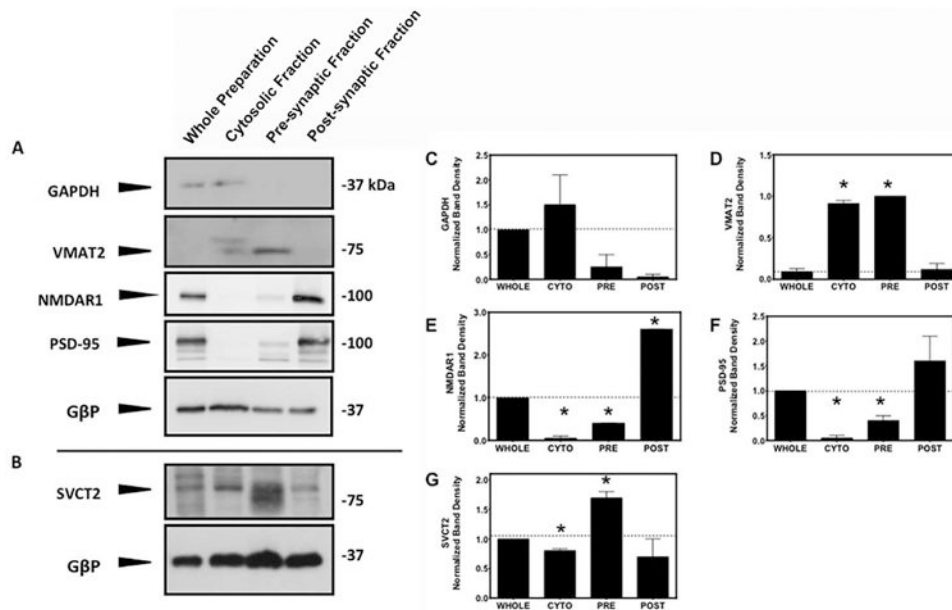 Whole Preparation
Cytosolic Fraction
Pre-synaptic Fraction
Post-synaptic Fraction
A
GAPDH
-37 kDa
VMAT2
-75
NMDAR1
-100
PSD-95
-100
GβP
-37
B
SVCT2
-75
GβP
-37
C
GAPDH
Normalized Band Density
2.5
2.0
1.5
1.0
0.5
0.0
WHOLE CYTO PRE POST
D
VMAT2
Normalized Band Density
1.5
1.0
0.5
0.0
* *
WHOLE CYTO PRE POST
E
NMDAR1
Normalized Band Density
3.0
2.0
1.0
0.0
* * *
WHOLE CYTO PRE POST
F
PSD-95
Normalized Band Density
2.5
2.0
1.5
1.0
0.5
0.0
* *
WHOLE CYTO PRE POST
G
SVCT2
Normalized Band Density
2.0
1.5
1.0
0.5
0.0
* *
WHOLE CYTO PRE POST